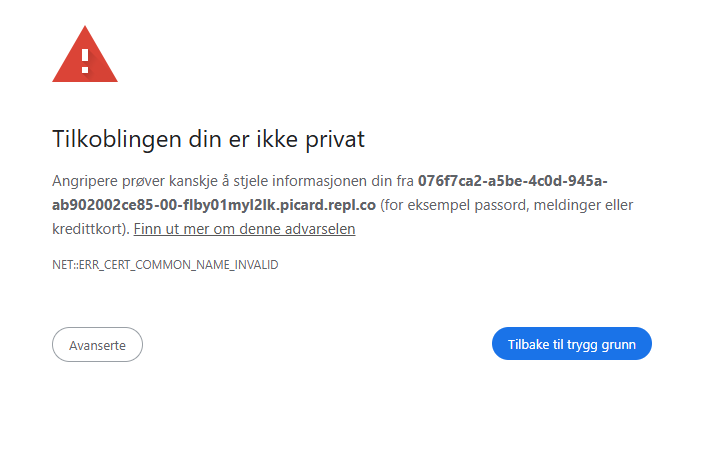 Tilkoblingen din er ikke privat
Angripere prøver kanskje å stjele informasjonen din fra 076f7ca2-a5be-4c0d-945a-
ab902002ce85-00-flby01myl2lk.picard.repl.co (for eksempel passord, meldinger eller
kredittkort). Finn ut mer om denne advarselen
NET::ERR_CERT_COMMON_NAME_INVALID
Avanserte
Tilbake til trygg grunn